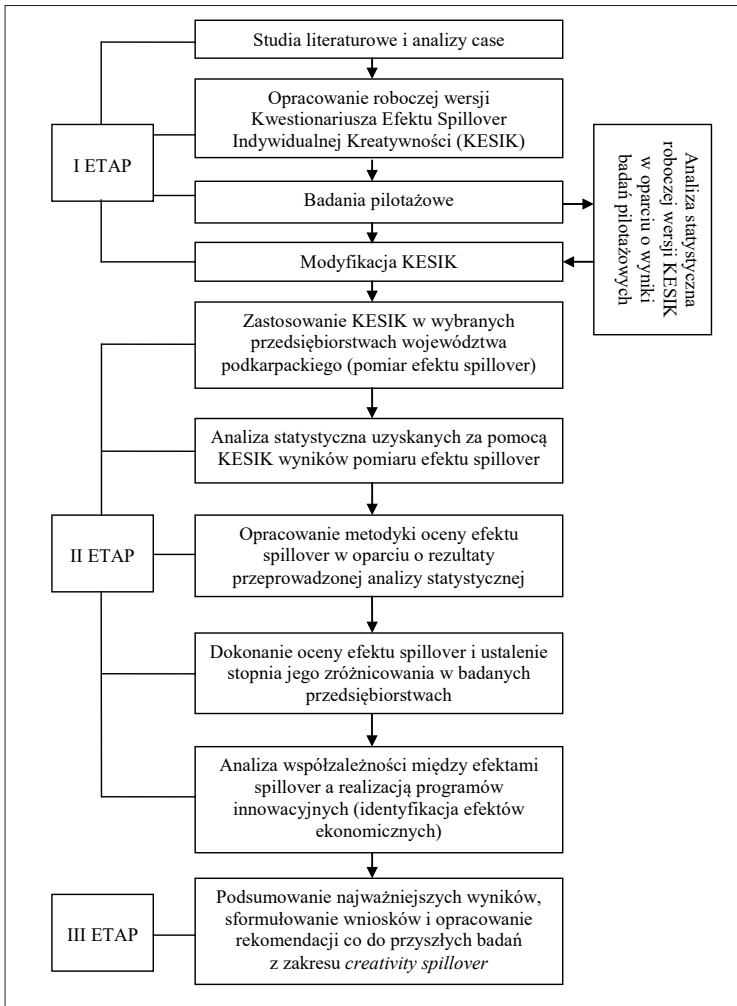 Studia literaturowe i analizy case
Opracowanie roboczej wersji
Kwestionariusza Efektu Spillover
Indywidualnej Kreatywności (KESIK)
I ETAP
Badania pilotażowe
Analiza statystyczna
roboczej wersji KESIK
w oparciu o wyniki
badań pilotażowych
Modyfikacja KESIK
Zastosowanie KESIK w wybranych
przedsiębiorstwach województwa
podkarpackiego (pomiar efektu spillover)
Analiza statystyczna uzyskanych za pomocą
KESIK wyników pomiaru efektu spillover
II ETAP
Opracowanie metodyki oceny efektu
spillover w oparciu o rezultaty
przeprowadzonej analizy statystycznej
Dokonanie oceny efektu spillover i ustalenie
stopnia jego zróżnicowania w badanych
przedsiębiorstwach
Analiza współzależności między efektami
spillover a realizacją programów
innowacyjnych (identyfikacja efektów
ekonomicznych)
III ETAP
Podsumowanie najważniejszych wyników,
sformułowanie wniosków i opracowanie
rekomendacji co do przyszłych badań
z zakresu creativity spillover